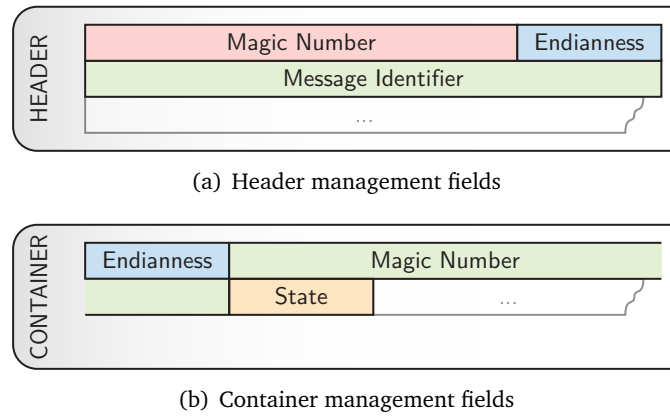 HEADER
Magic Number Endianness
Message Identifier
...
(a) Header management fields
CONTAINER
Endianness Magic Number
State ...
(b) Container management fields